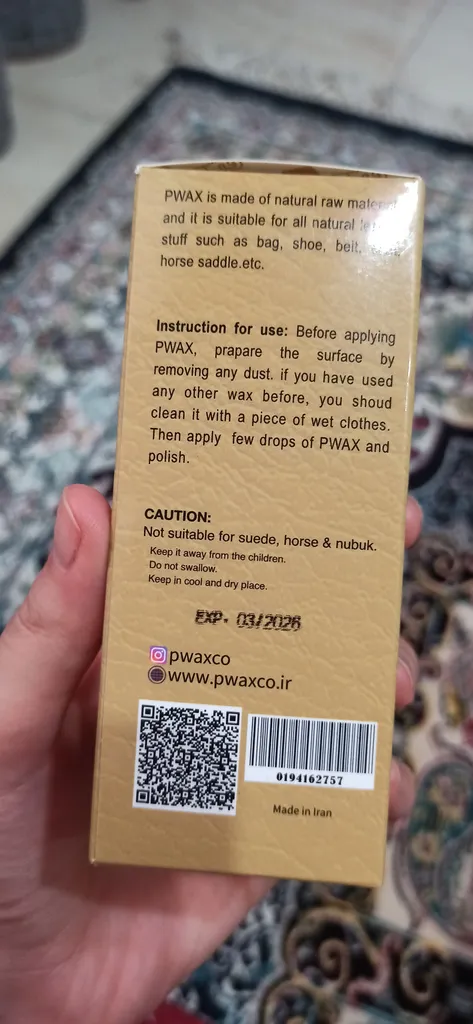 PWAX is made of natural raw
and it is suitable for all natural
stuff such as bag, shoe, belt,
horse saddle.etc.
Instruction for use: Before applying
PWAX, prapare the surface by
removing any dust. if you have used
any other wax before, you shoud
clean it with a piece of wet clothes.
Then apply few drops of PWAX and
polish.
CAUTION:
Not suitable for suede, horse & nubuk.
Keep it away from the children.
Do not swallow.
Keep in cool and dry place.
EXP. 03/2026
pwaxco
www.pwaxco.ir
0194162757
Made in Iran